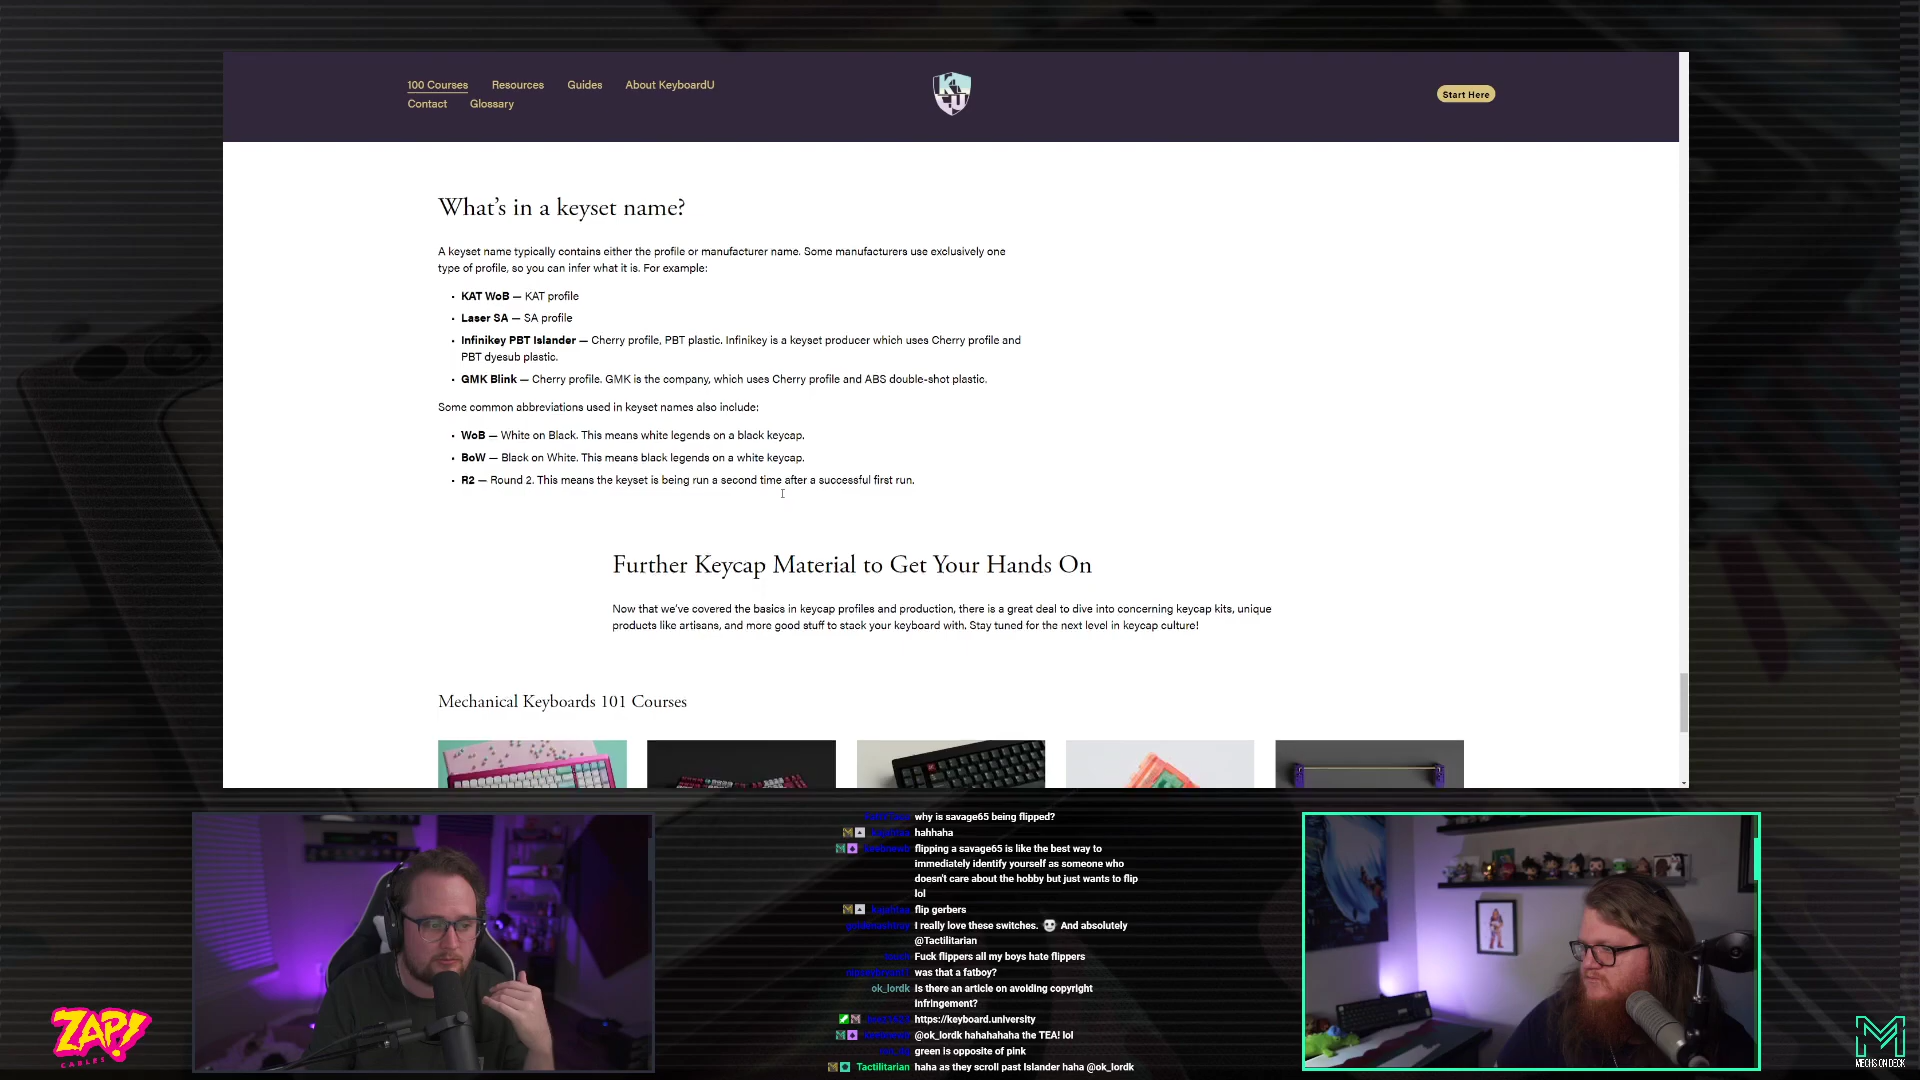 100 Courses Resources Guides About KeyboardU
Contact Glossary
KU
Start Here
What's in a keyset name?
A keyset name typically contains either the profile or manufacturer name. Some manufacturers use exclusively one
type of profile, so you can infer what it is. For example:
• KAT WoB — KAT profile
• Laser SA — SA profile
• Infinikey PBT Islander — Cherry profile, PBT plastic. Infinikey is a keyset producer which uses Cherry profile and
PBT dyesub plastic.
• GMK Blink — Cherry profile. GMK is the company, which uses Cherry profile and ABS double-shot plastic.
Some common abbreviations used in keyset names also include:
• WoB — White on Black. This means white legends on a black keycap.
• BoW — Black on White. This means black legends on a white keycap.
• R2 — Round 2. This means the keyset is being run a second time after a successful first run.
Further Keycap Material to Get Your Hands On
Now that we've covered the basics in keycap profiles and production, there is a great deal to dive into concerning keycap kits, unique
products like artisans, and more good stuff to stack your keyboard with. Stay tuned for the next level in keycap culture!
Mechanical Keyboards 101 Courses
why is savage65 being flipped?
hahhaha
flipping a savage65 is like the best way to
immediately identify yourself as someone who
doesn't care about the hobby but just wants to flip
lol
flip gerbers
I really love these switches. And absolutely
@Tactilitarian
Fuck flippers all my boys hate flippers
was that a fatboy?
ok_lordk Is there an article on avoiding copyright
infringement?
https://keyboard.university
@ok_lordk hahahahaha the TEA! lol
green is opposite of pink
Tactilitarian haha as they scroll past Islander haha @ok_lordk
ZAP!
CABLES
M
MECHS ON DECK